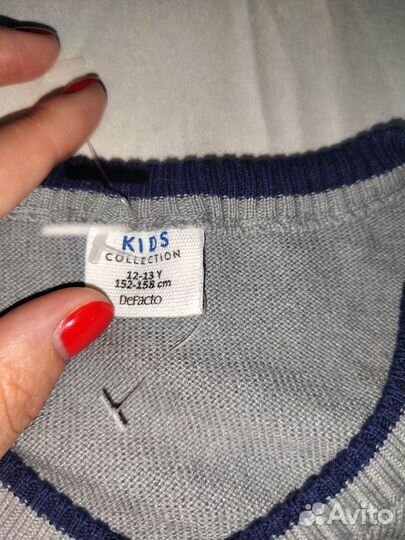 KIDS
COLLECTION
12-13 Y
152-158 cm
DeFacto
Avito